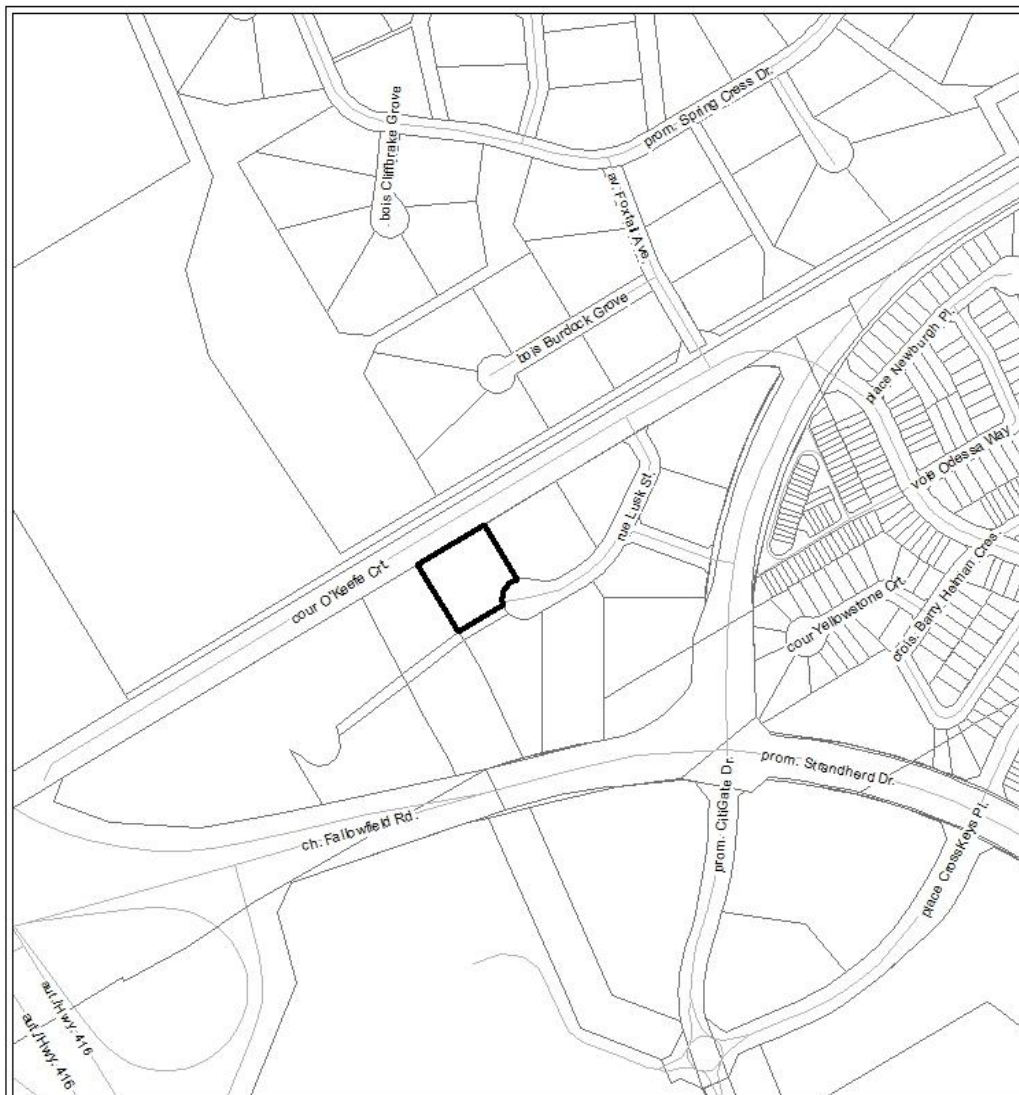 prom. Spring Cress Dr.
bois Cliffbrake Grove
av. Foxtail Ave.
bois Burdock Grove
place Newburgh Pl.
voie Odessa Way
rue Lusk St.
cour O'Keefe Crt.
cour Yellowstone Crt.
crois. Barry Helman Cres.
prom. Strandherd Dr.
prom. CitiGate Dr.
ch. Fallowfield Rd.
place CrossKeys Pl.
aut./Hwy. 416
aut./Hwy. 416